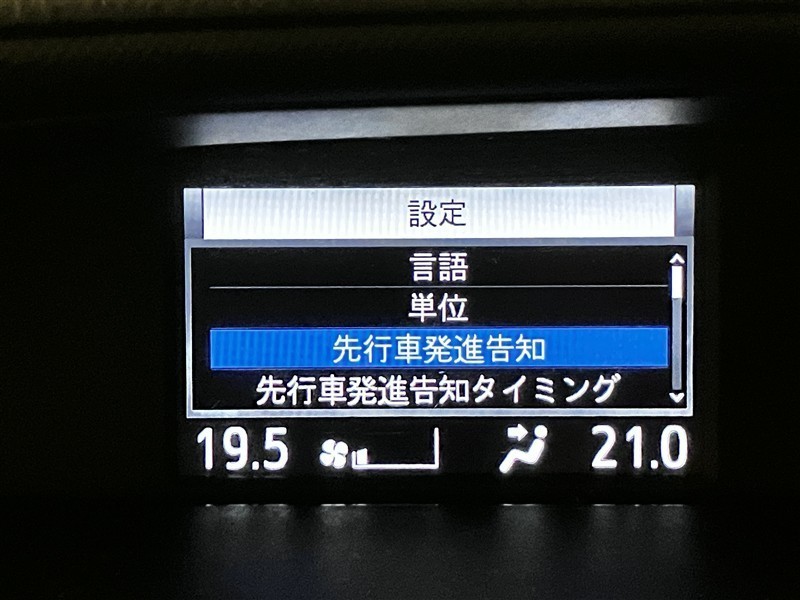 設定
言語
単位
先行車発進告知
先行車発進告知タイミング
19.5 21.0